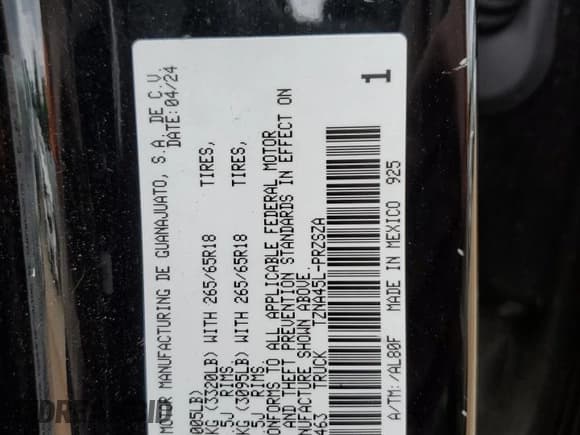 MOTOR MANUFACTURING DE GUANAJUATO, S.A. DE C.V.
DATE: 04/24
005LB)
KG (3320LB) WITH 265/65R18 TIRES,
5J RIMS,
KG (3095LB) WITH 265/65R18 TIRES,
5J RIMS,
ONFORMS TO ALL APPLICABLE FEDERAL MOTOR
AND THEFT PREVENTION STANDARDS IN EFFECT ON
ACTURE SHOWN ABOVE.
463 TRUCK TZNA45L-PRZSZA
A/TM:/AL80F MADE IN MEXICO 925
1